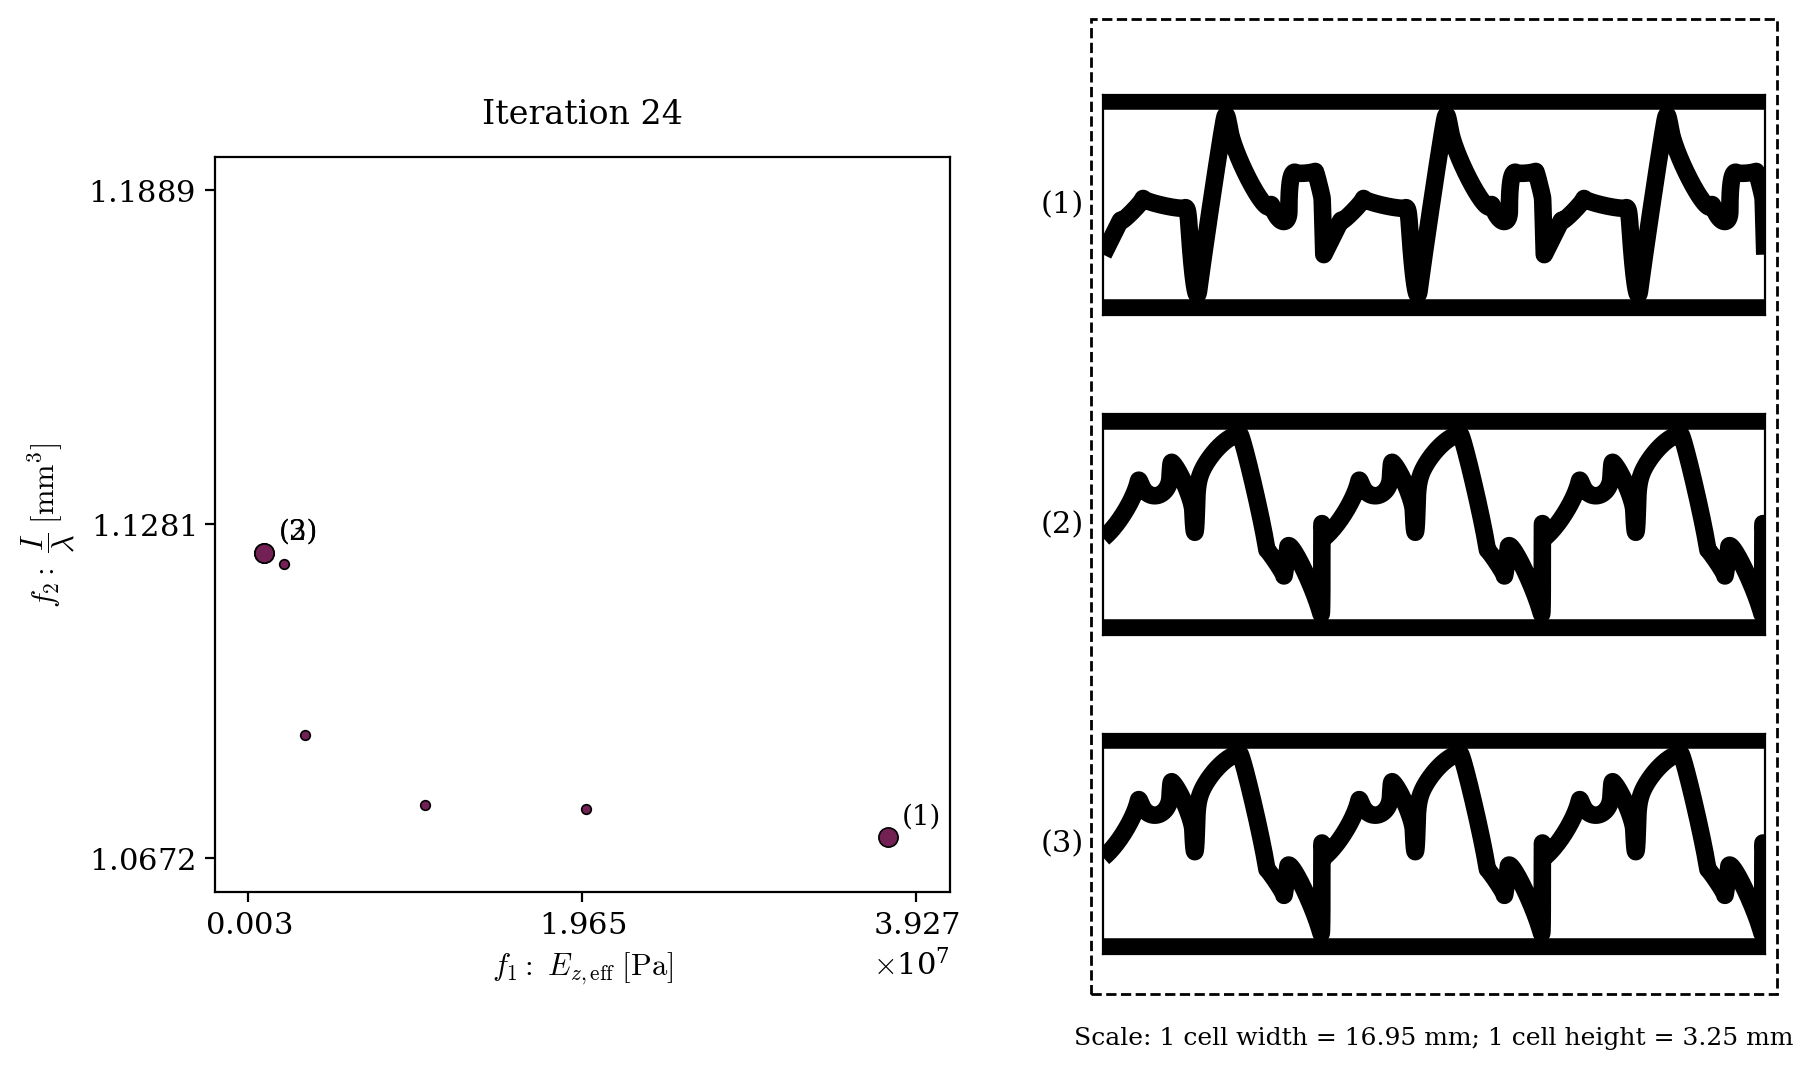 Iteration 24
1.1889
1.1281
1.0672
f₂ : I/λ [mm³]
(3)
(2)
(1)
0.003 1.965 3.927
×10⁷
f₁ : E_{z,eff} [Pa]
(1)
(2)
(3)
Scale: 1 cell width = 16.95 mm; 1 cell height = 3.25 mm